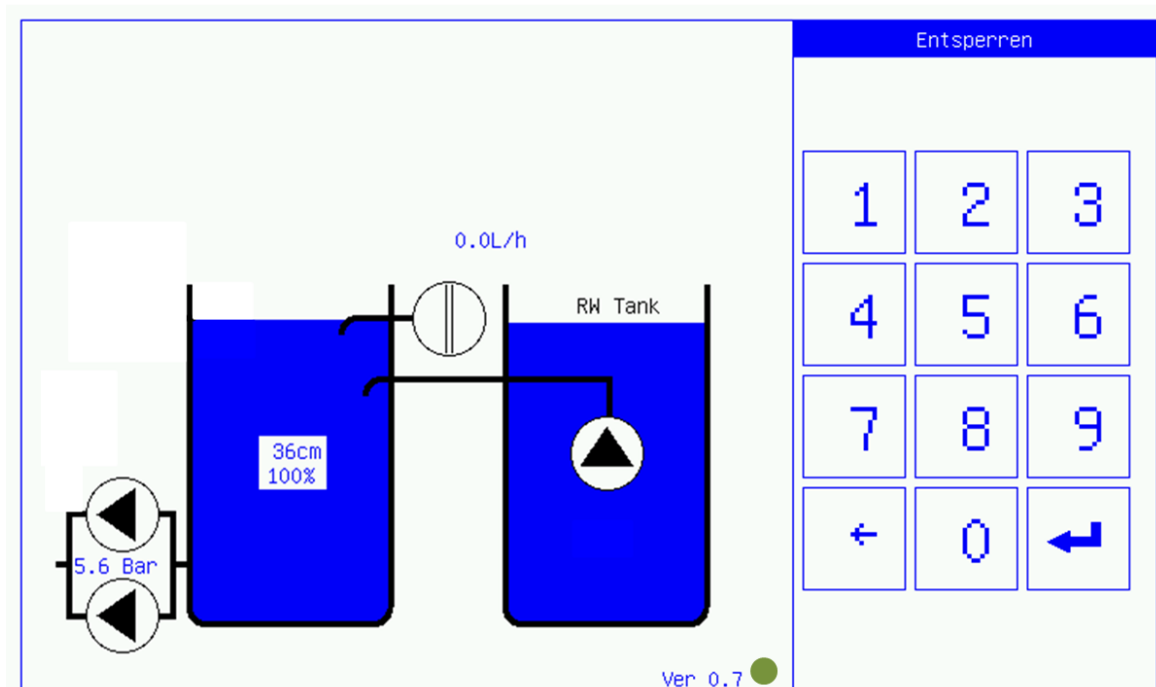 Entsperren
0.0L/h
RW Tank
36cm
100%
5.6 Bar
Ver 0.7
1 2 3
4 5 6
7 8 9
← 0